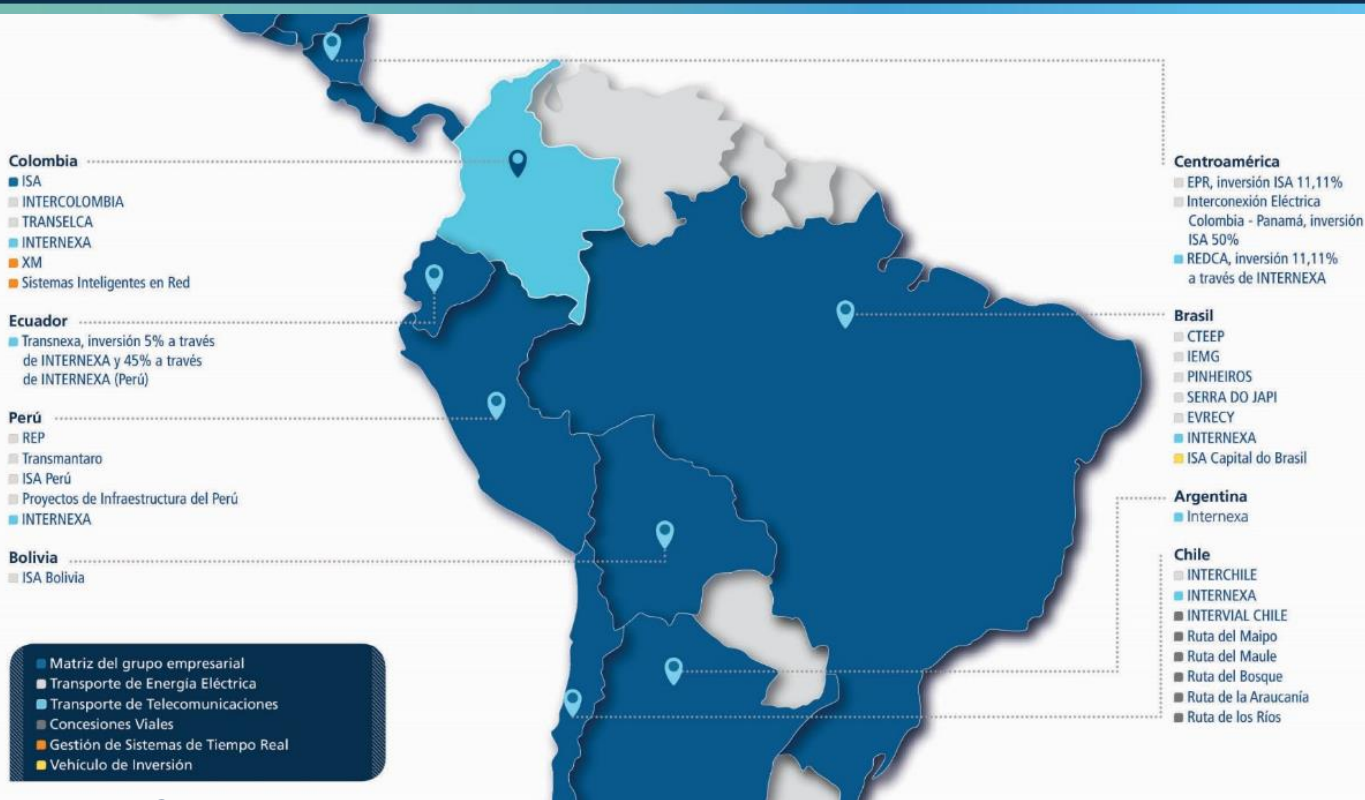 Colombia
ISA
INTERCOLOMBIA
TRANSELCA
INTERNEXA
XM
Sistemas Inteligentes en Red
Ecuador
Transnexa, inversión 5% a través
de INTERNEXA y 45% a través
de INTERNEXA (Perú)
Perú
REP
Transmantaro
ISA Perú
Proyectos de Infraestructura del Perú
INTERNEXA
Bolivia
ISA Bolivia
Matriz del grupo empresarial
Transporte de Energía Eléctrica
Transporte de Telecomunicaciones
Concesiones Viales
Gestión de Sistemas de Tiempo Real
Vehículo de Inversión
Centroamérica
EPR, inversión ISA 11,11%
Interconexión Eléctrica
Colombia - Panamá, inversión
ISA 50%
REDCA, inversión 11,11%
a través de INTERNEXA
Brasil
CTEEP
IEMG
PINHEIROS
SERRA DO JAPI
EVRECY
INTERNEXA
ISA Capital do Brasil
Argentina
Internexa
Chile
INTERCHILE
INTERNEXA
INTERVIAL CHILE
Ruta del Maipo
Ruta del Maule
Ruta del Bosque
Ruta de la Araucanía
Ruta de los Ríos